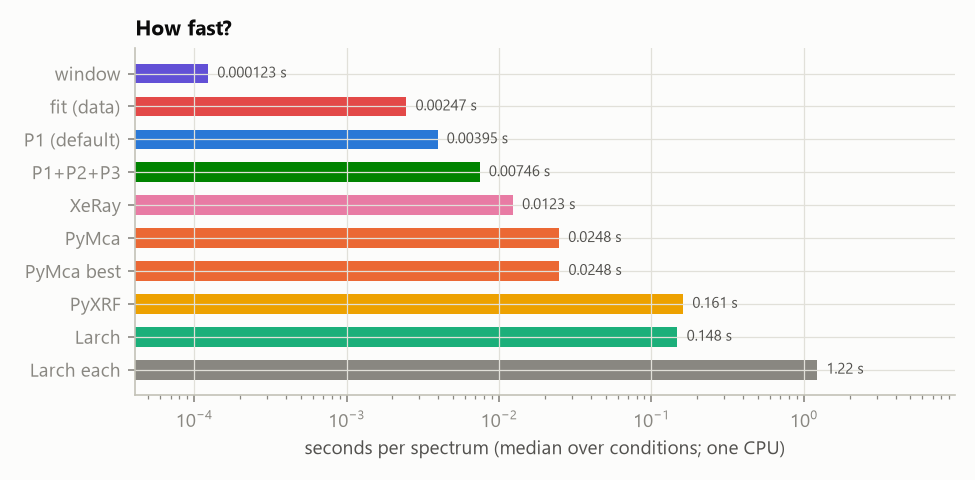 How fast?
window 0.000123 s
fit (data) 0.00247 s
P1 (default) 0.00395 s
P1+P2+P3 0.00746 s
XeRay 0.0123 s
PyMca 0.0248 s
PyMca best 0.0248 s
PyXRF 0.161 s
Larch 0.148 s
Larch each 1.22 s
10⁻⁴ 10⁻³ 10⁻² 10⁻¹ 10⁰
seconds per spectrum (median over conditions; one CPU)